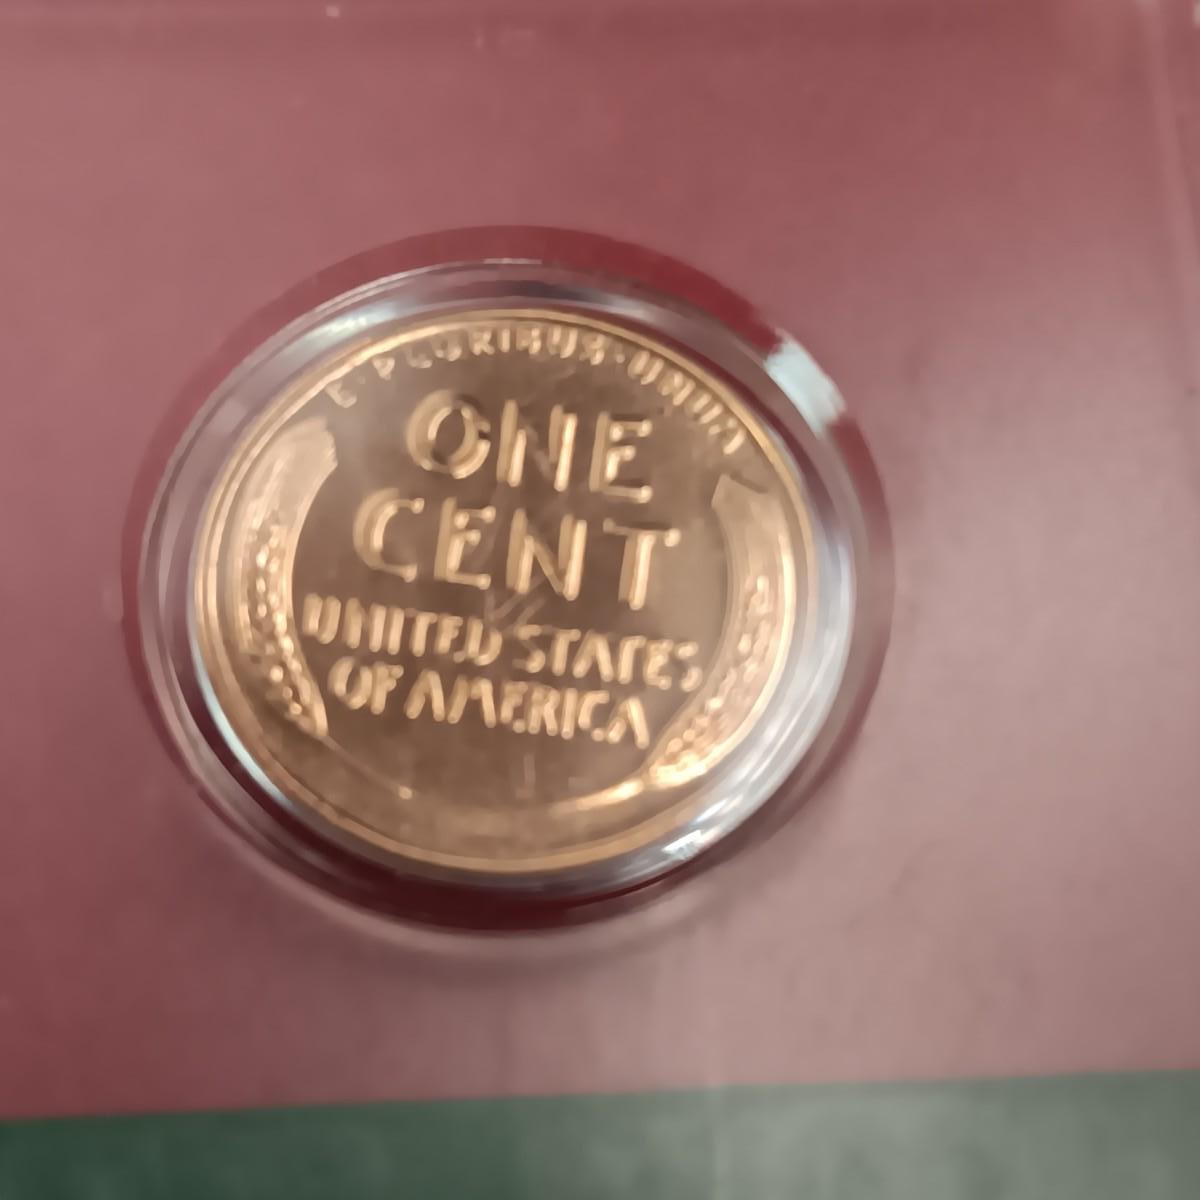 E·PLURIBUS·UNUM
ONE
CENT
UNITED STATES
OF AMERICA